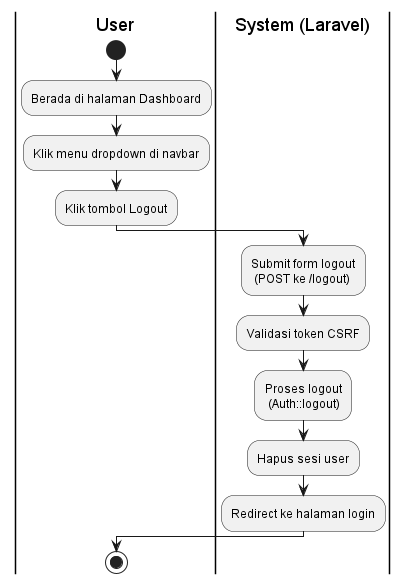 User
System (Laravel)
Berada di halaman Dashboard
Klik menu dropdown di navbar
Klik tombol Logout
Submit form logout
(POST ke /logout)
Validasi token CSRF
Proses logout
(Auth::logout)
Hapus sesi user
Redirect ke halaman login